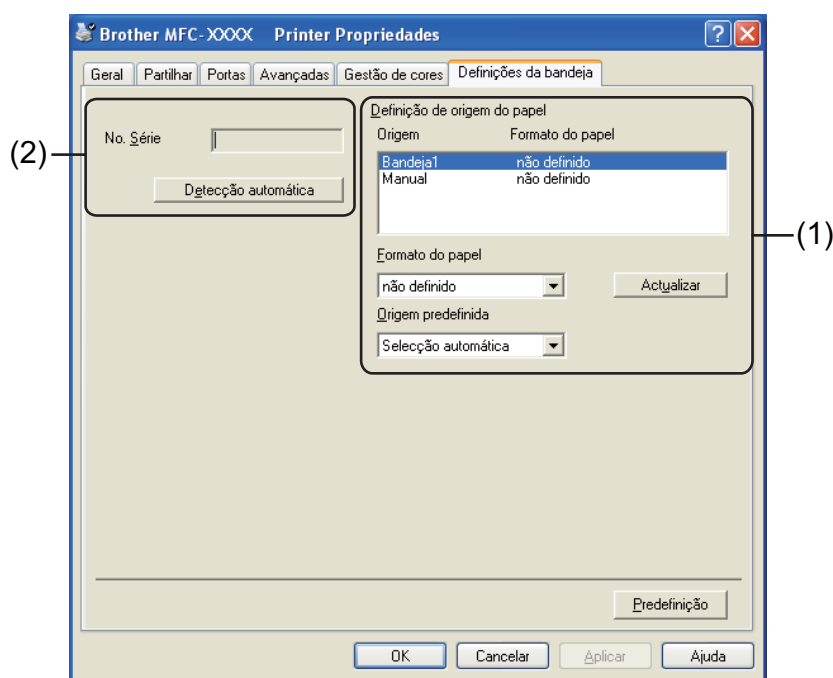 Brother MFC-XXXX Printer Propriedades
Geral Partilhar Portas Avançadas Gestão de cores Definições da bandeja
(2)
No. Série
Detecção automática
Definição de origem do papel
Origem Formato do papel
Bandeja1 não definido
Manual não definido
(1)
Formato do papel
não definido Actualizar
Origem predefinida
Selecção automática
Predefinição
OK Cancelar Aplicar Ajuda